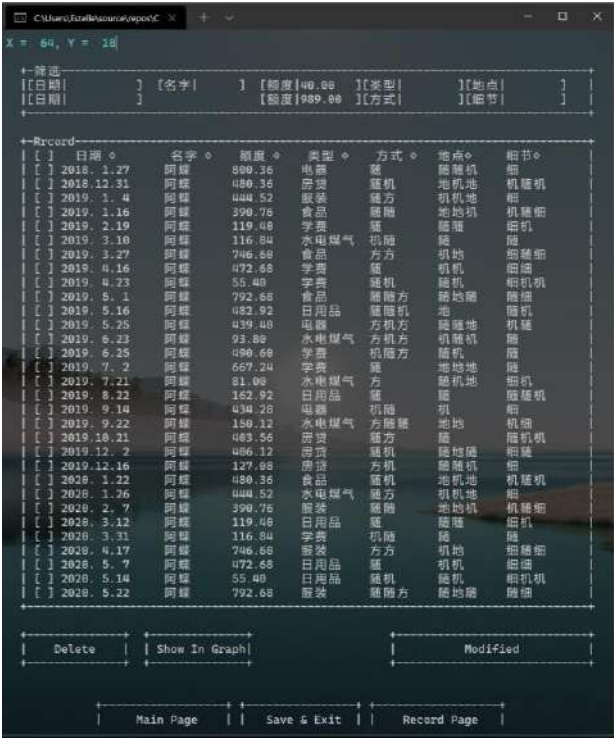 C:\Users\Estelle\source\repos\C
X = 64, Y = 18
筛选
[日期| ] [名字| ] [额度|40.00 ][类型| ][地点| ]
[日期| ] [额度|989.00 ][方式| ][细节| ]
Rrcord
[ ] 日期 ◇ 名字 ◇ 额度 ◇ 类型 ◇ 方式 ◇ 地点◇ 细节◇
[ ] 2018. 1.27 阿蝶 800.36 电器 随 随随机 细
[ ] 2018.12.31 阿蝶 480.36 房贷 随机 地机地 机随机
[ ] 2019. 1. 4 阿蝶 444.52 服装 随方 机机地 细
[ ] 2019. 1.16 阿蝶 390.76 食品 随随 地地机 机随细
[ ] 2019. 2.19 阿蝶 119.40 学费 随 随随 细机
[ ] 2019. 3.10 阿蝶 116.84 水电煤气 机随 随 随
[ ] 2019. 3.27 阿蝶 746.60 食品 方方 机地 细随细
[ ] 2019. 4.16 阿蝶 472.68 学费 随 机机 细细
[ ] 2019. 4.23 阿蝶 55.40 学费 随机 随机 细机机
[ ] 2019. 5. 1 阿蝶 792.68 食品 随随方 随地随 随细
[ ] 2019. 5.16 阿蝶 482.92 日用品 随随机 地 随机
[ ] 2019. 5.25 阿蝶 439.40 电器 方机方 随随地 机随
[ ] 2019. 6.23 阿蝶 93.80 水电煤气 方机方 机随机 随
[ ] 2019. 6.25 阿蝶 490.60 学费 机随方 随机 随
[ ] 2019. 7. 2 阿蝶 667.24 学费 随 地地地 随
[ ] 2019. 7.21 阿蝶 81.00 水电煤气 方 随机地 细机
[ ] 2019. 8.22 阿蝶 162.92 日用品 随 随 随随机
[ ] 2019. 9.14 阿蝶 434.28 电器 机随 机 细
[ ] 2019. 9.22 阿蝶 150.12 水电煤气 方随随 地地 机细
[ ] 2019.10.21 阿蝶 403.56 房贷 随方 随 随机机
[ ] 2019.12. 2 阿蝶 406.12 房贷 随机 随地随 细随
[ ] 2019.12.16 阿蝶 127.08 房贷 方机 随随机 细
[ ] 2020. 1.22 阿蝶 480.36 食品 随机 地机地 机随机
[ ] 2020. 1.26 阿蝶 444.52 水电煤气 随方 机机地 细
[ ] 2020. 2. 7 阿蝶 390.76 服装 随随 地地机 机随细
[ ] 2020. 3.12 阿蝶 119.40 日用品 随 随随 细机
[ ] 2020. 3.31 阿蝶 116.84 学费 机随 随 随
[ ] 2020. 4.17 阿蝶 746.60 服装 方方 机地 细随细
[ ] 2020. 5. 7 阿蝶 472.68 日用品 随 机机 细细
[ ] 2020. 5.14 阿蝶 55.40 日用品 随机 随机 细机机
[ ] 2020. 5.22 阿蝶 792.68 服装 随随方 随地随 随细
Delete Show In Graph Modified
Main Page Save & Exit Record Page